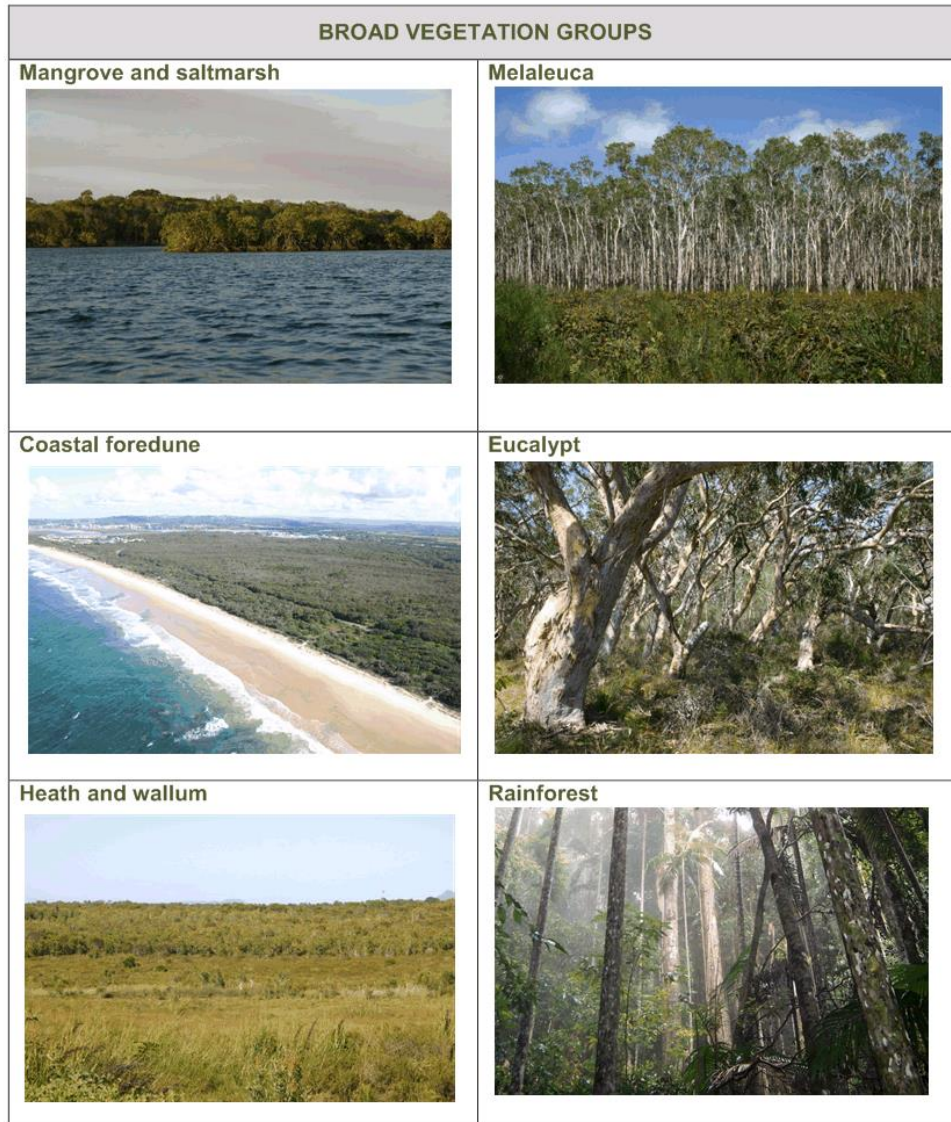 BROAD VEGETATION GROUPS
Mangrove and saltmarsh
Melaleuca
Coastal foredune
Eucalypt
Heath and wallum
Rainforest